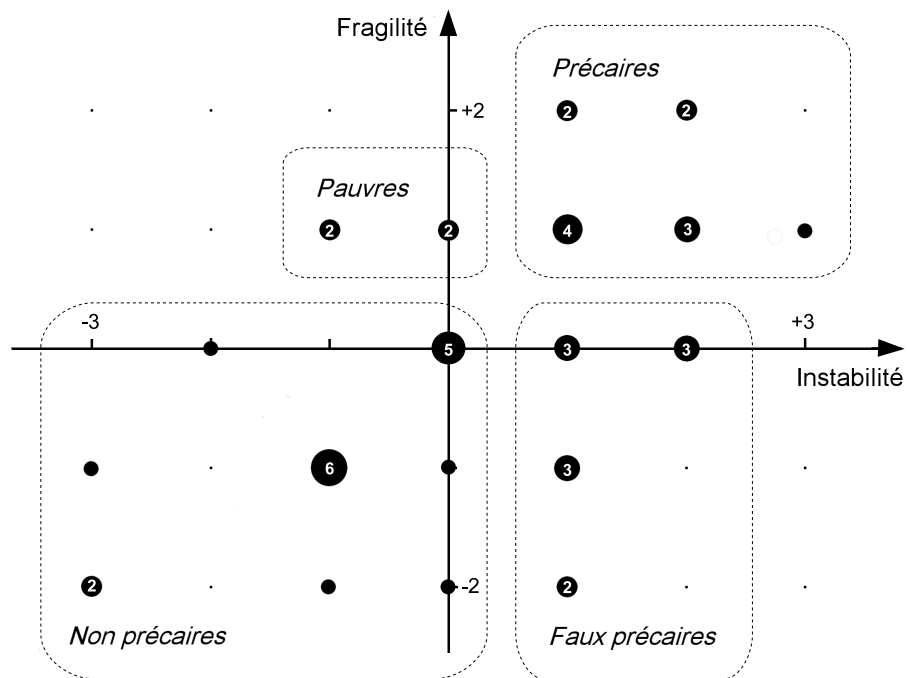 Fragilité
Précaires
2 2
+2
Pauvres
2 2 4 3
-3 +3
5 3 3
Instabilité
6 3
2 -2 2
Non précaires Faux précaires